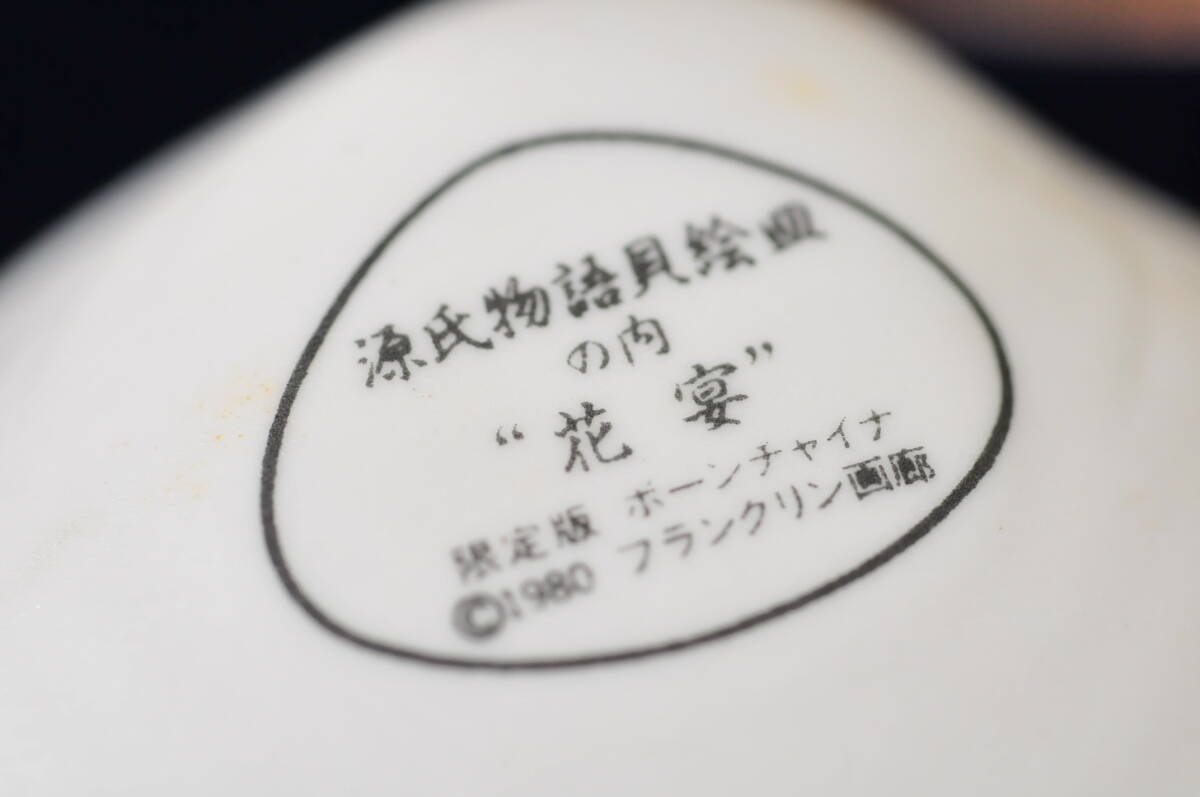 源氏物語貝絵皿
の内
“花 宴”
限定版 ボーンチャイナ
©1980 フランクリン画廊